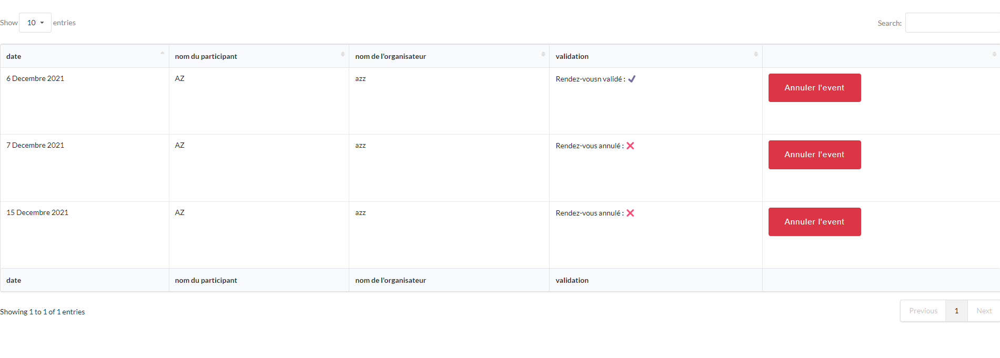 Show 10 entries Search:
date nom du participant nom de l'organisateur validation
6 Decembre 2021 AZ azz Rendez-vousn validé : ✔ Annuler l'event
7 Decembre 2021 AZ azz Rendez-vous annulé : ❌ Annuler l'event
15 Decembre 2021 AZ azz Rendez-vous annulé : ❌ Annuler l'event
date nom du participant nom de l'organisateur validation
Showing 1 to 1 of 1 entries Previous 1 Next